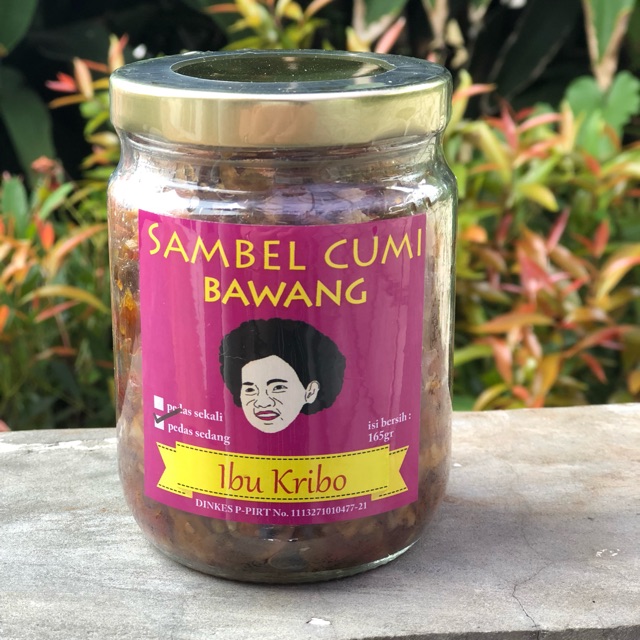 SAMBEL CUMI
BAWANG
pedas sekali
pedas sedang
isi bersih :
165gr
Ibu Kribo
DINKES P-PIRT No. 1113271010477-21